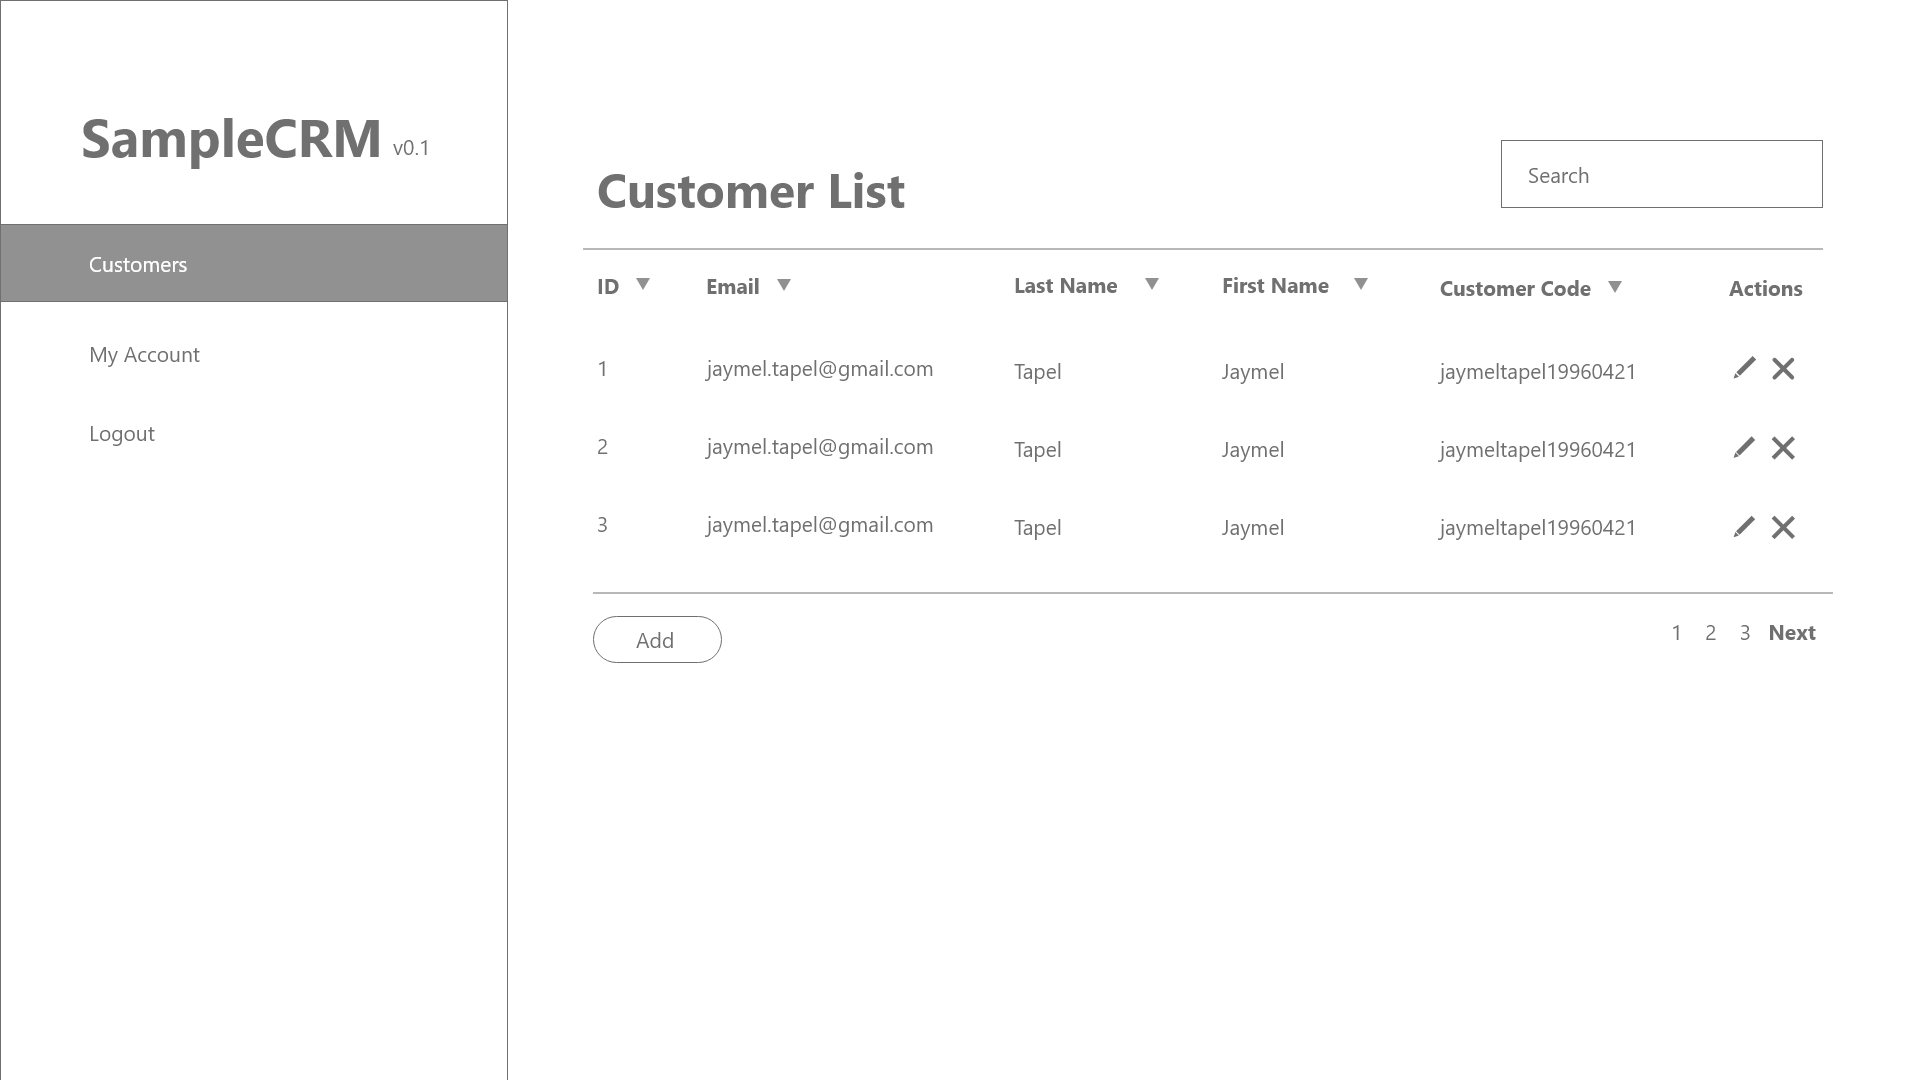 SampleCRM v0.1
Customers
My Account
Logout
Customer List
Search
ID Email Last Name First Name Customer Code Actions
1 jaymel.tapel@gmail.com Tapel Jaymel jaymeltapel19960421
2 jaymel.tapel@gmail.com Tapel Jaymel jaymeltapel19960421
3 jaymel.tapel@gmail.com Tapel Jaymel jaymeltapel19960421
Add
1 2 3 Next